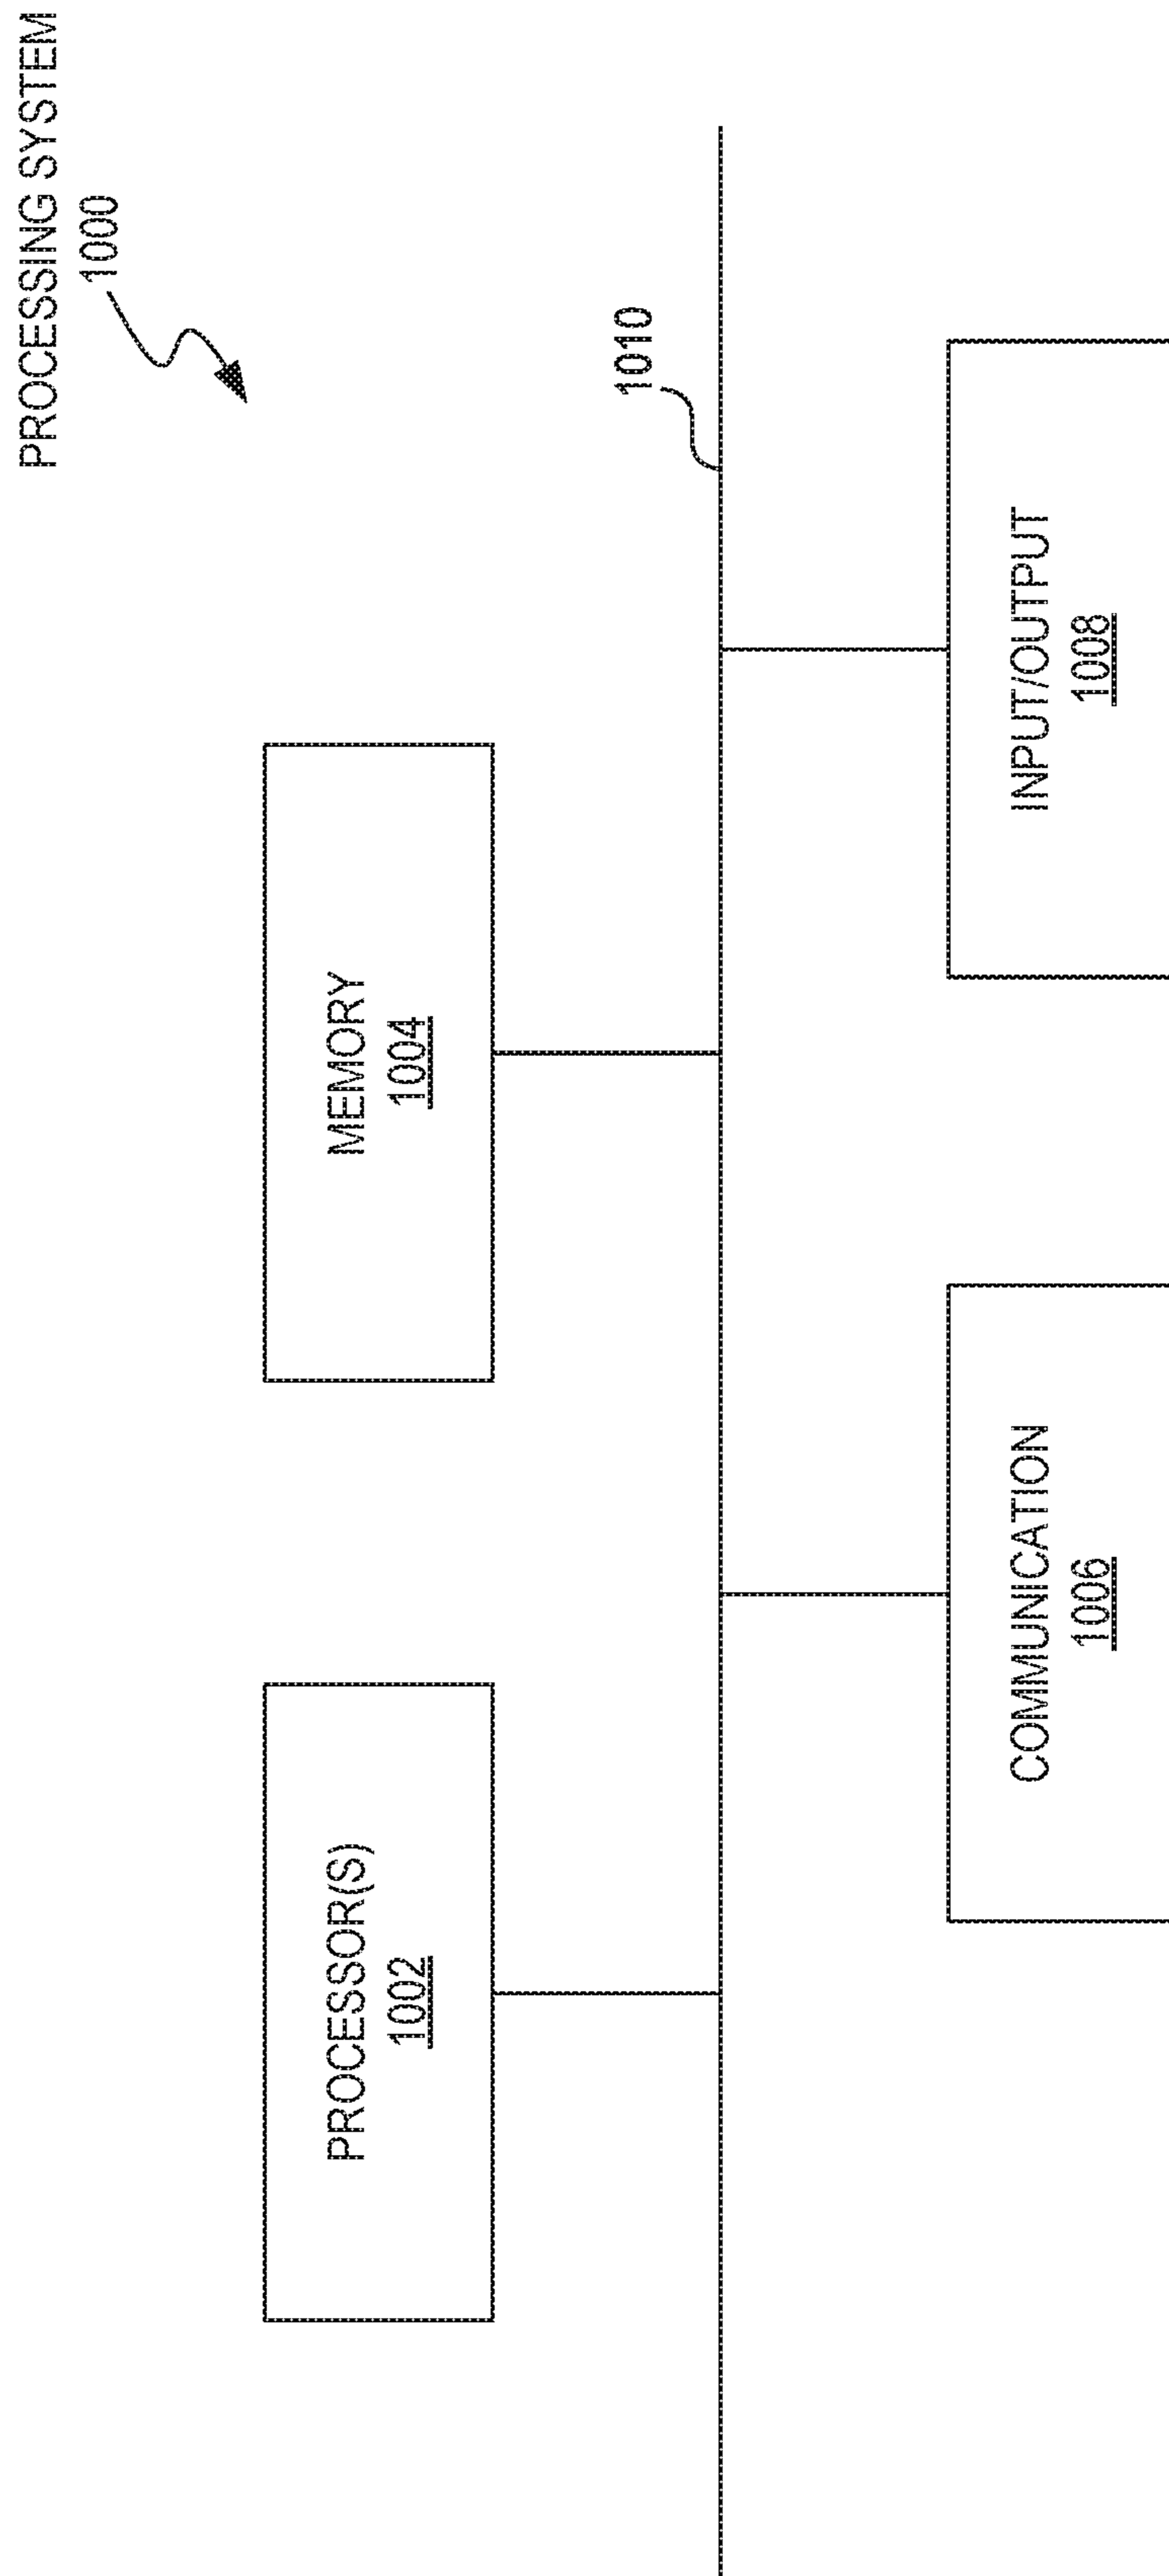 PROCESSING SYSTEM
1000
PROCESSOR(S)
1002
MEMORY
1004
1010
COMMUNICATION
1006
INPUT/OUTPUT
1008